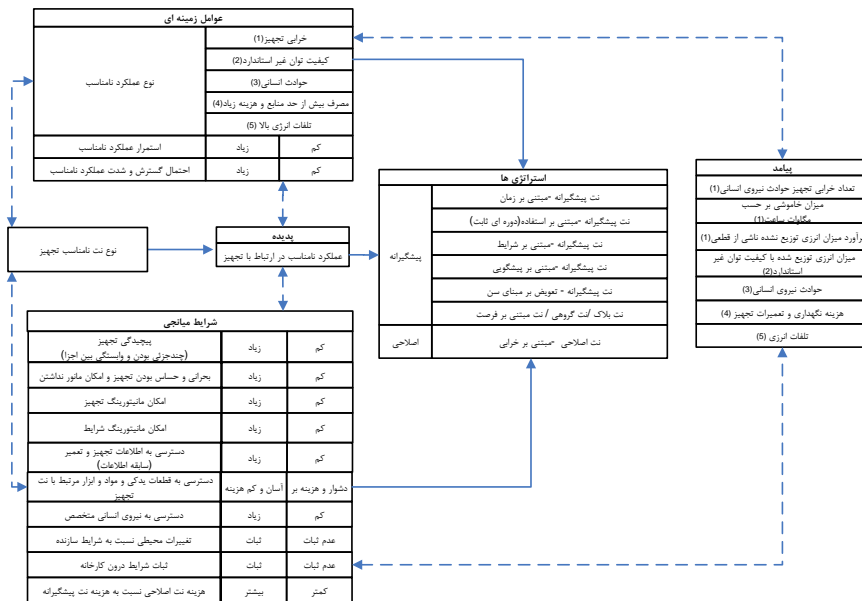 عوامل زمینه ای
نوع عملکرد نامناسب
خرابی تجهیز(1)
کیفیت توان غیر استاندارد(2)
حوادث انسانی(3)
مصرف بیش از حد منابع و هزینه زیاد(4)
تلفات انرژی بالا (5)
استمرار عملکرد نامناسب زیاد کم
احتمال گسترش و شدت عملکرد نامناسب زیاد کم
نوع نت نامناسب تجهیز
پدیده
عملکرد نامناسب در ارتباط با تجهیز
استراتژی ها
پیشگیرانه
نت پیشگیرانه -مبتنی بر زمان
نت پیشگیرانه -مبتنی بر استفاده(دوره ای ثابت)
نت پیشگیرانه -مبتنی بر شرایط
نت پیشگیرانه -مبتنی بر پیشگویی
نت پیشگیرانه - تعویض بر مبنای سن
نت بلاک /نت گروهی / نت مبتنی بر فرصت
اصلاحی نت اصلاحی -مبتنی بر خرابی
پیامد
تعداد خرابی تجهیز حوادث نیروی انسانی(1)
میزان خاموشی بر حسب
مگاوات ساعت(1)
برآورد میزان انرزی توزیع نشده ناشی از قطعی(1)
میزان انرزی توزیع شده با کیفیت توان غیر
استاندارد(2)
حوادث نیروی انسانی(3)
هزینه نگهداری و تعمیرات تجهیز (4)
تلفات انرزی (5)
شرایط میانجی
پیچیدگی تجهیز
(چندجزئی بودن و وابستگی بین اجزا) زیاد کم
بحرانی و حساس بودن تجهیز و امکان مانور نداشتن زیاد کم
امکان مانیتورینگ تجهیز زیاد کم
امکان مانیتورینگ شرایط زیاد کم
دسترسی به اطلاعات تجهیز و تعمیر
(سابقه اطلاعات) زیاد کم
دسترسی به قطعات یدکی و مواد و ابزار مرتبط با نت
تجهیز آسان و کم هزینه دشوار و هزینه بر
دسترسی به نیروی انسانی متخصص زیاد کم
تغییرات محیطی نسبت به شرایط سازنده ثبات عدم ثبات
ثبات شرایط درون کارخانه ثبات عدم ثبات
هزینه نت اصلاحی نسبت به هزینه نت پیشگیرانه بیشتر کمتر